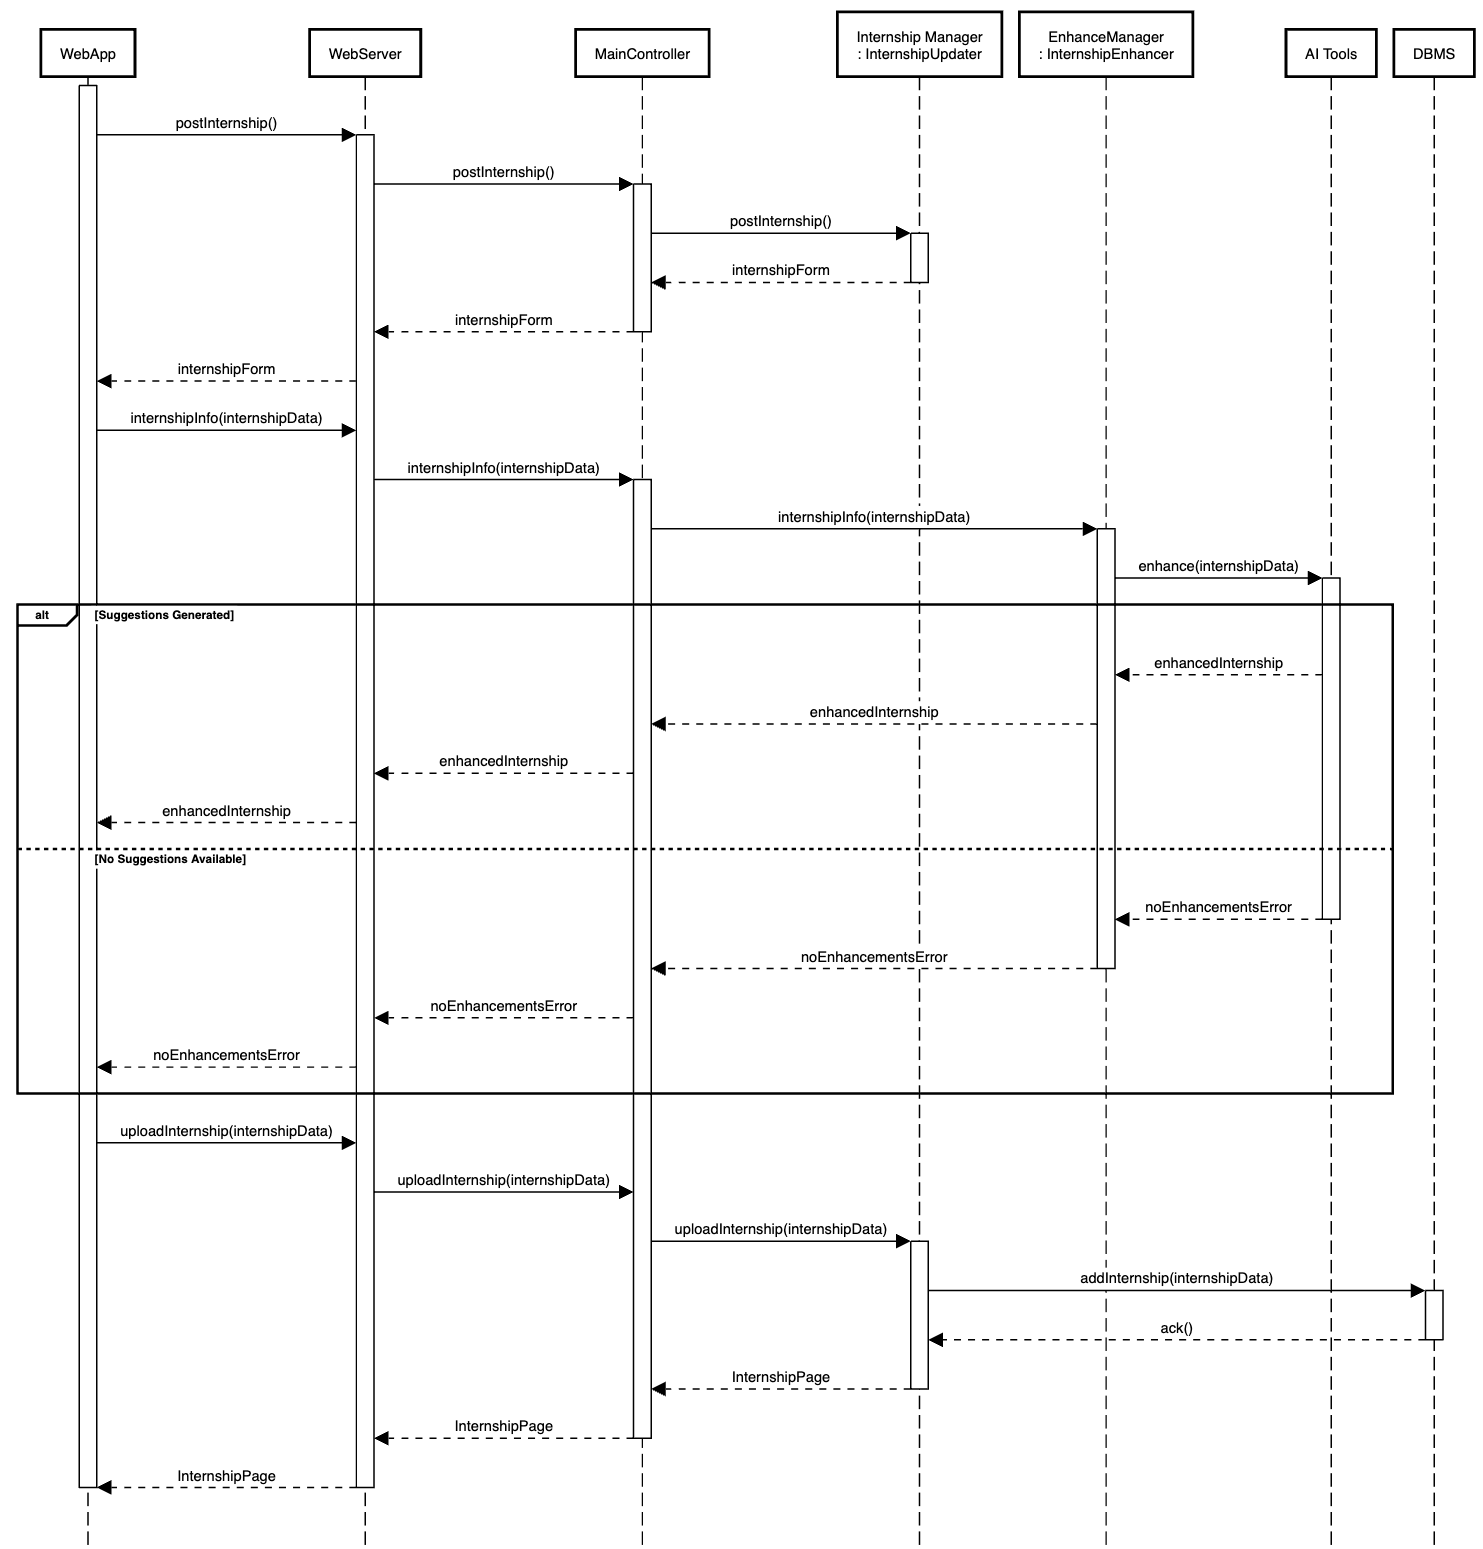 WebApp
WebServer
MainController
Internship Manager
: InternshipUpdater
EnhanceManager
: InternshipEnhancer
AI Tools
DBMS
postInternship()
postInternship()
postInternship()
internshipForm
internshipForm
internshipForm
internshipInfo(internshipData)
internshipInfo(internshipData)
internshipInfo(internshipData)
enhance(internshipData)
alt
[Suggestions Generated]
enhancedInternship
enhancedInternship
enhancedInternship
enhancedInternship
[No Suggestions Available]
noEnhancementsError
noEnhancementsError
noEnhancementsError
noEnhancementsError
uploadInternship(internshipData)
uploadInternship(internshipData)
uploadInternship(internshipData)
addInternship(internshipData)
ack()
InternshipPage
InternshipPage
InternshipPage